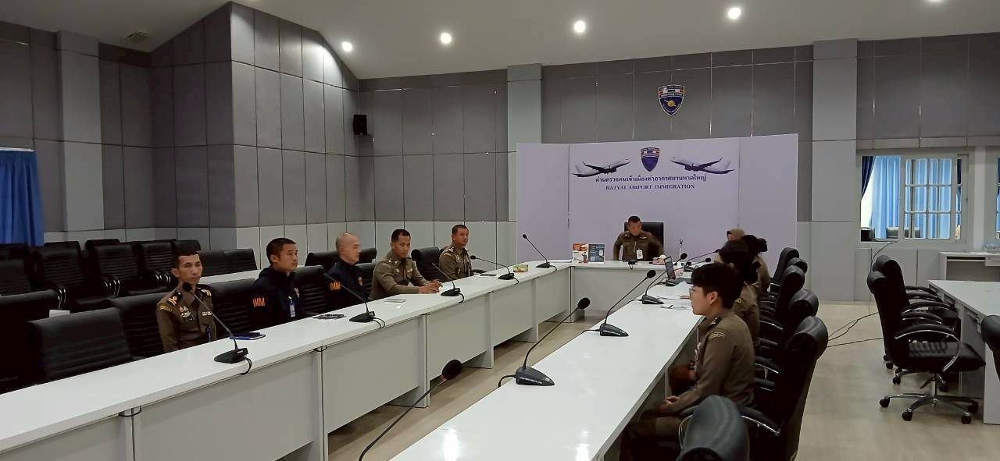 ด่านตรวจคนเข้าเมืองท่าอากาศยานหาดใหญ่
HATYAI AIRPORT IMMIGRATION
IMM
IMM